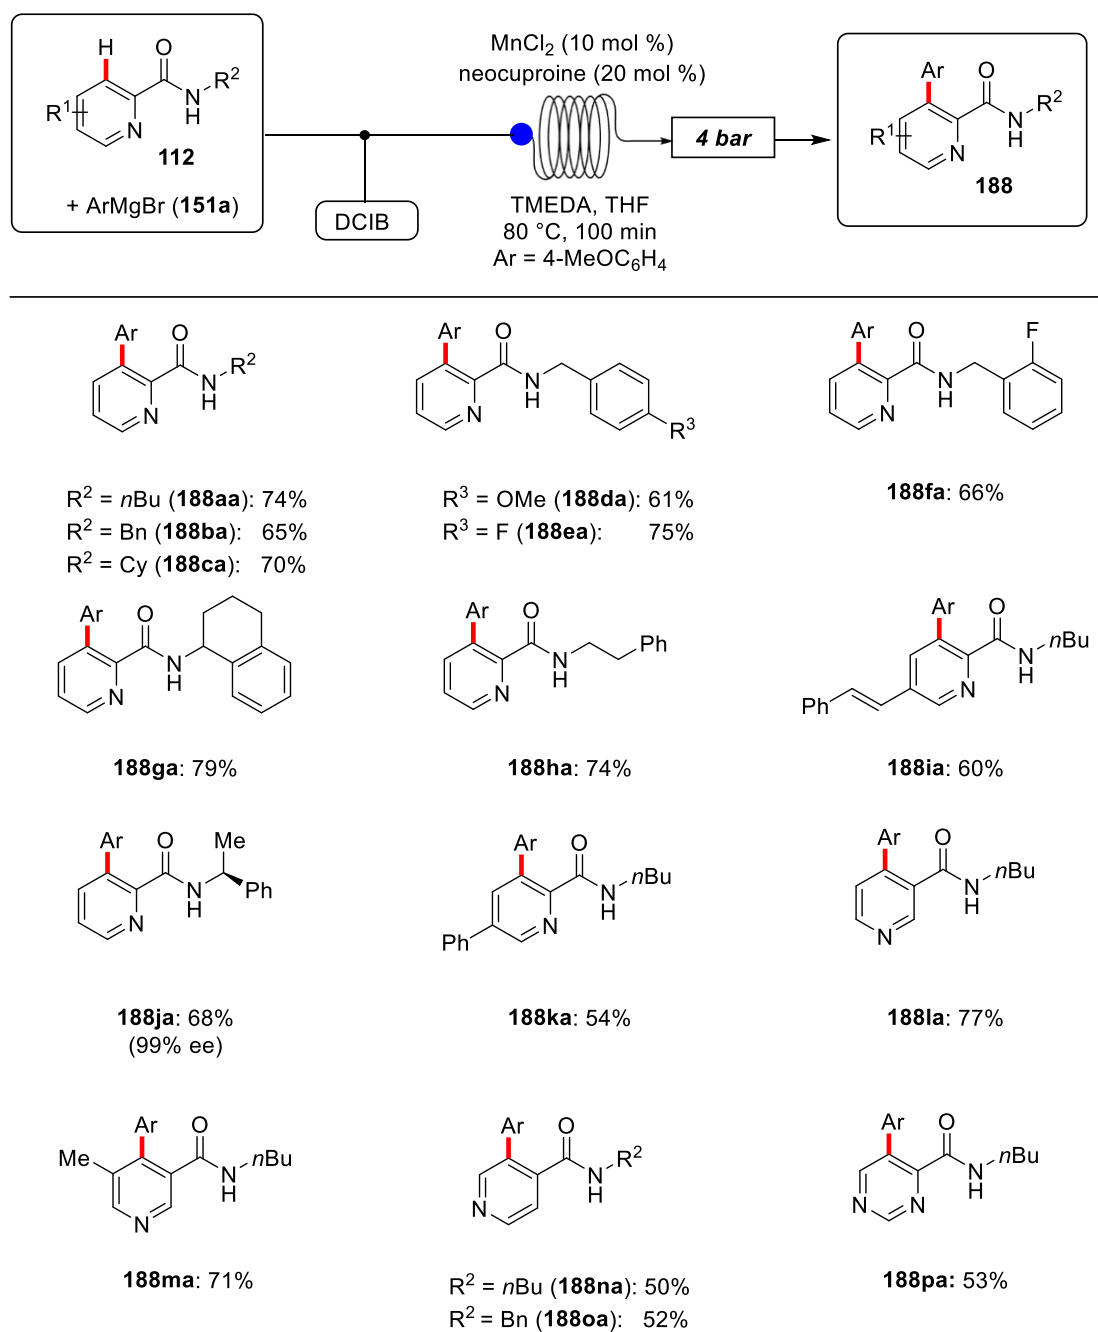 H
O
R²
N
H
R¹
N
112
+ ArMgBr (151a)
DCIB
MnCl₂ (10 mol %)
neocuproine (20 mol %)
TMEDA, THF
80 °C, 100 min
Ar = 4-MeOC₆H₄
4 bar
Ar
O
R²
N
H
R¹
N
188
Ar
O
R²
N
H
N
R² = nBu (188aa): 74%
R² = Bn (188ba): 65%
R² = Cy (188ca): 70%
Ar
O
N
H
N
R³
R³ = OMe (188da): 61%
R³ = F (188ea): 75%
Ar
O
F
N
H
N
188fa: 66%
Ar
O
N
H
N
188ga: 79%
Ar
O
Ph
N
H
N
188ha: 74%
Ar
O
nBu
N
H
N
Ph
188ia: 60%
Ar
O
Me
N
H
Ph
N
188ja: 68%
(99% ee)
Ar
O
nBu
N
H
N
Ph
188ka: 54%
Ar
O
nBu
N
H
N
188la: 77%
Ar
O
Me
nBu
N
H
N
188ma: 71%
Ar
O
R²
N
H
N
R² = nBu (188na): 50%
R² = Bn (188oa): 52%
Ar
O
nBu
N
H
N
N
188pa: 53%